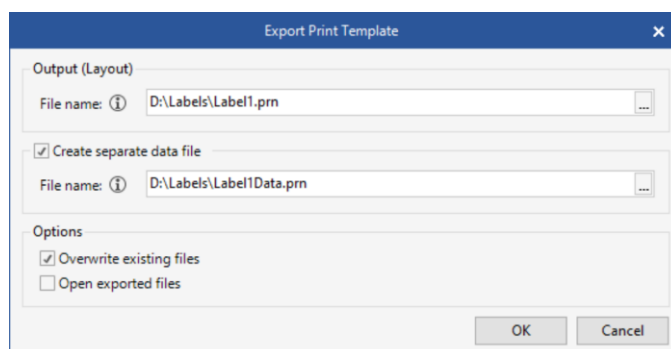 Export Print Template
Output (Layout)
File name: D:\Labels\Label1.prn ...
Create separate data file
File name: D:\Labels\Label1Data.prn ...
Options
Overwrite existing files
Open exported files
OK Cancel